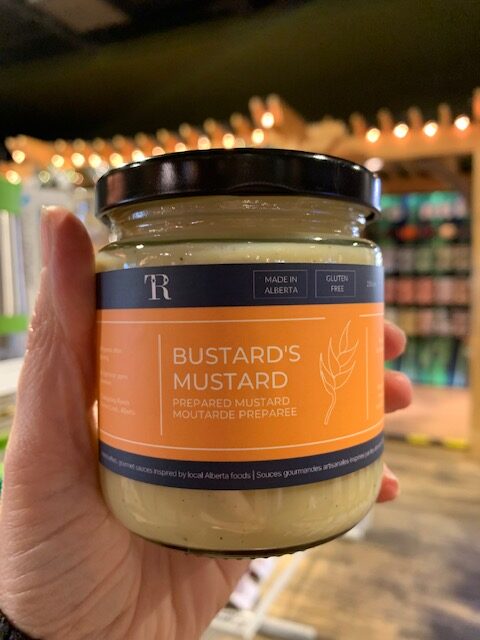 TR
MADE IN
ALBERTA
GLUTEN
FREE
BUSTARD'S
MUSTARD
PREPARED MUSTARD
MOUTARDE PREPAREE
gourmet sauces inspired by local Alberta foods | Sauces gourmandes artisanales inspirées